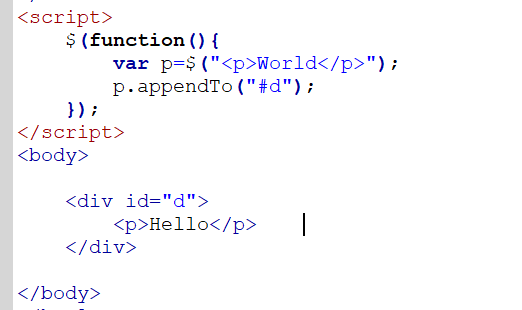 <script>
$(function(){
var p=$("<p>World</p>");
p.appendTo("#d");
});
</script>
<body>
<div id="d">
<p>Hello</p>
</div>
</body>